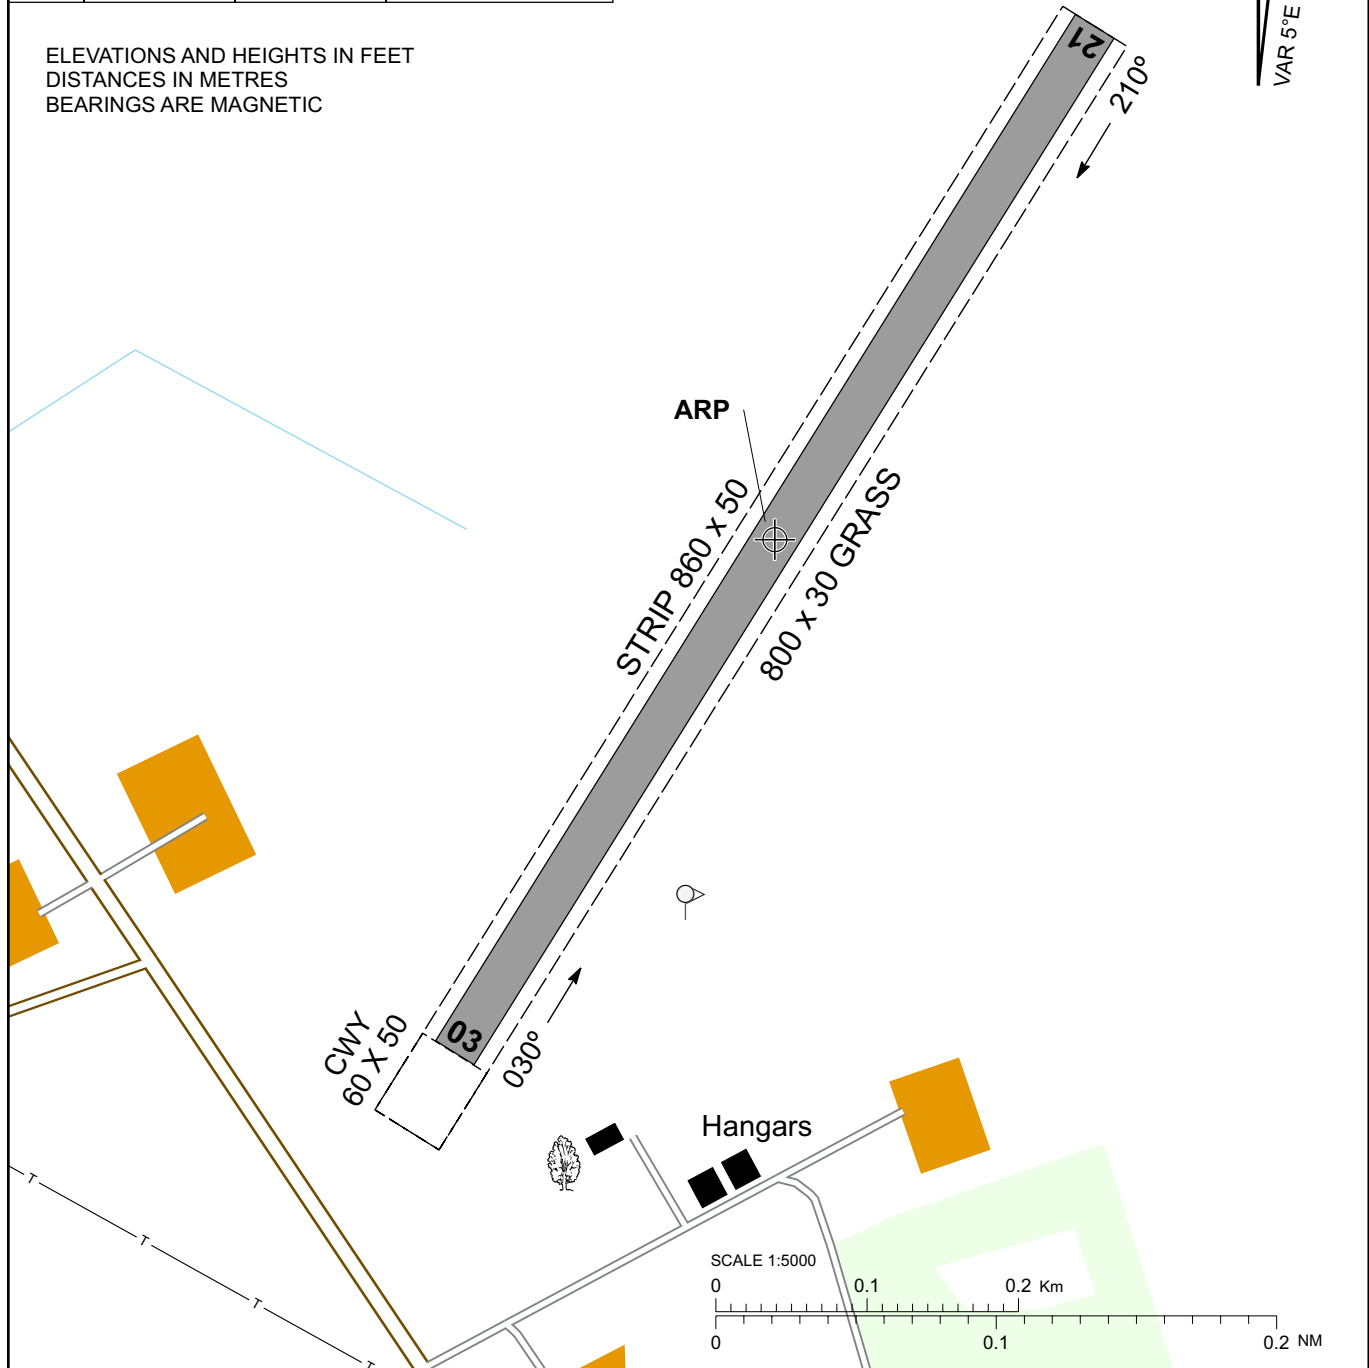 ELEVATIONS AND HEIGHTS IN FEET
DISTANCES IN METRES
BEARINGS ARE MAGNETIC
VAR 5°E
21
210º
ARP
STRIP 860 x 50
800 x 30 GRASS
03
030º
CWY
60 X 50
Hangars
SCALE 1:5000
0 0.1 0.2 Km
0 0.1 0.2 NM
T
T
T
T